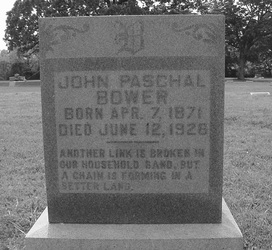 B
JOHN PASCHAL
BOWER
BORN APR. 7, 1871
DIED JUNE 12, 1926
ANOTHER LINK IS BROKEN IN
OUR HOUSEHOLD BAND, BUT
A CHAIN IS FORMING IN A
BETTER LAND.